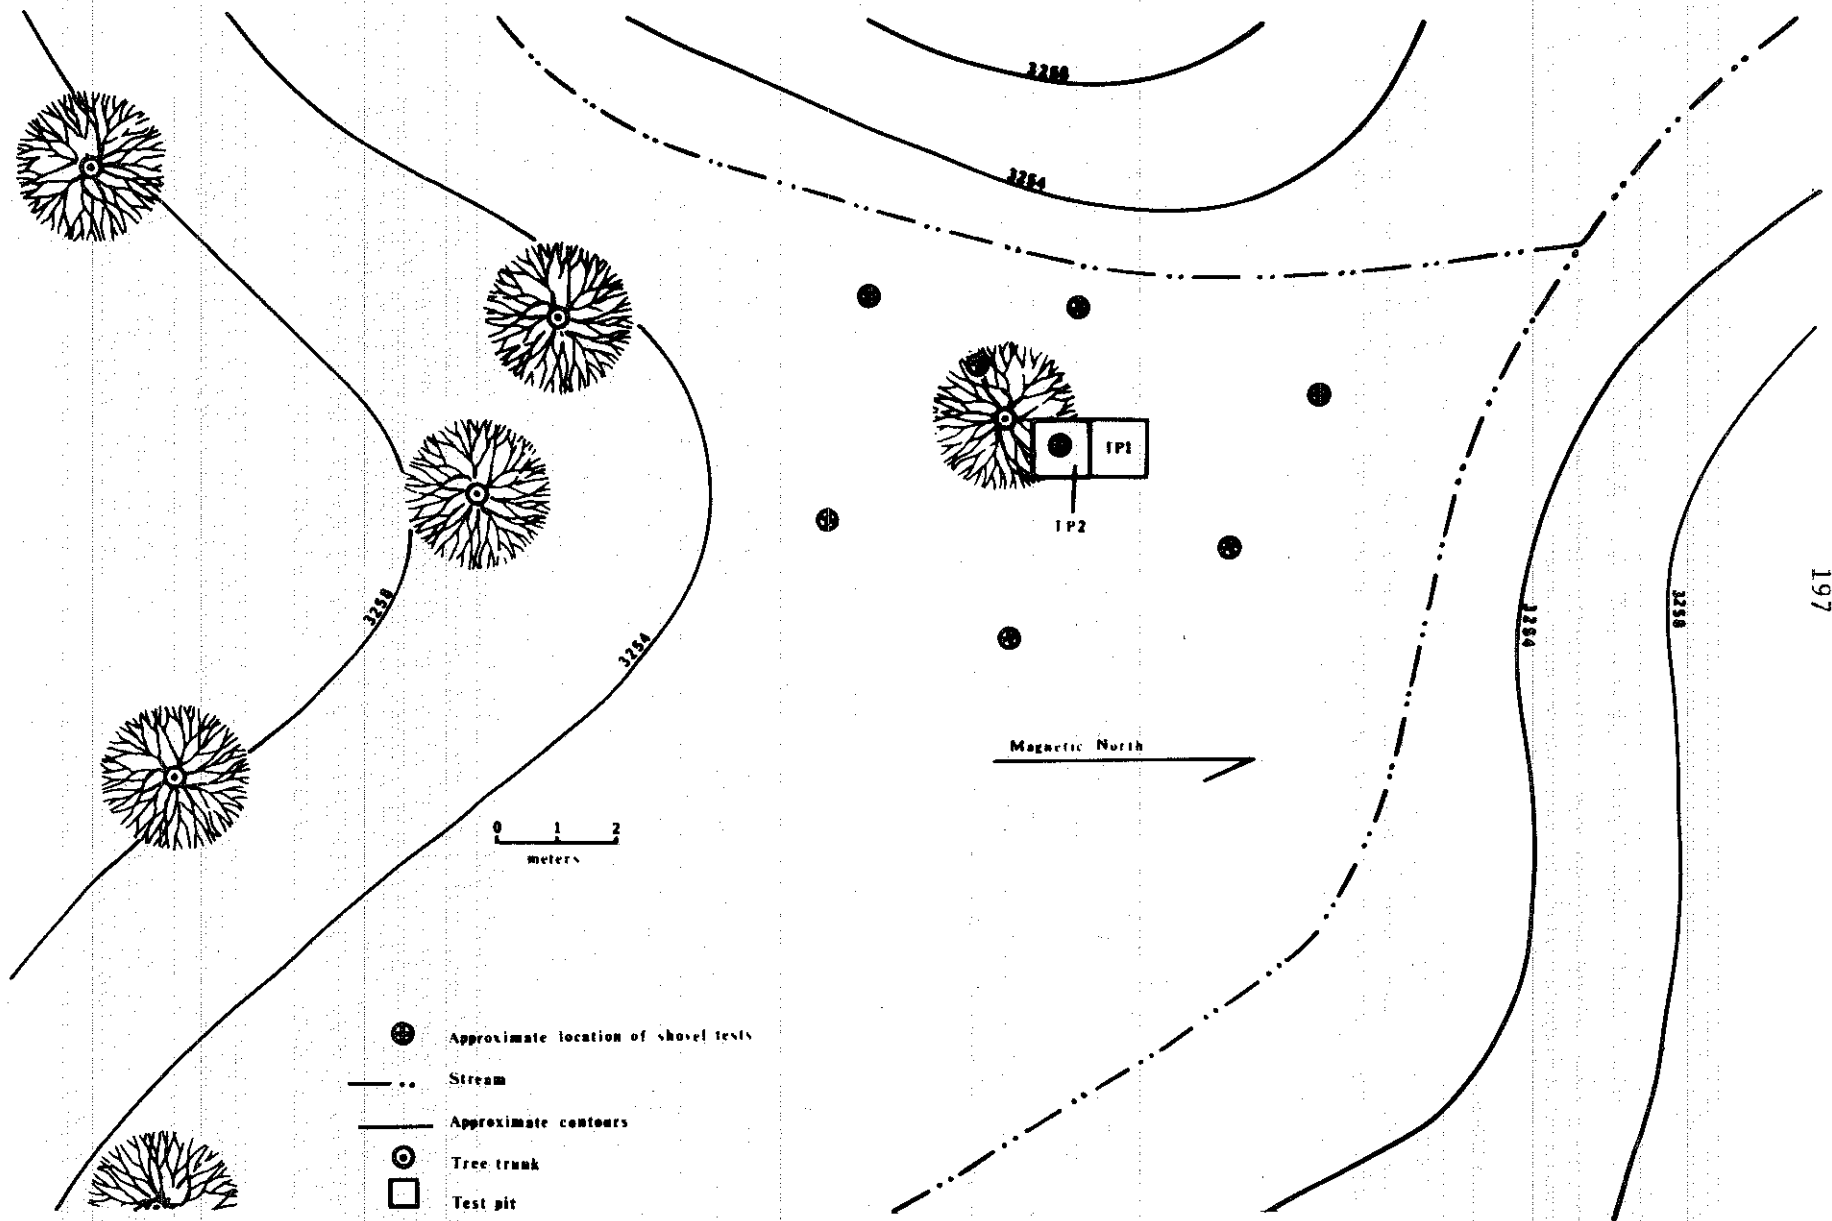 3260
3254
3258
3254
TP1
TP2
3254
3258
197
Magnetic North
0 1 2
meters
Approximate location of shovel tests
Stream
Approximate contours
Tree trunk
Test pit